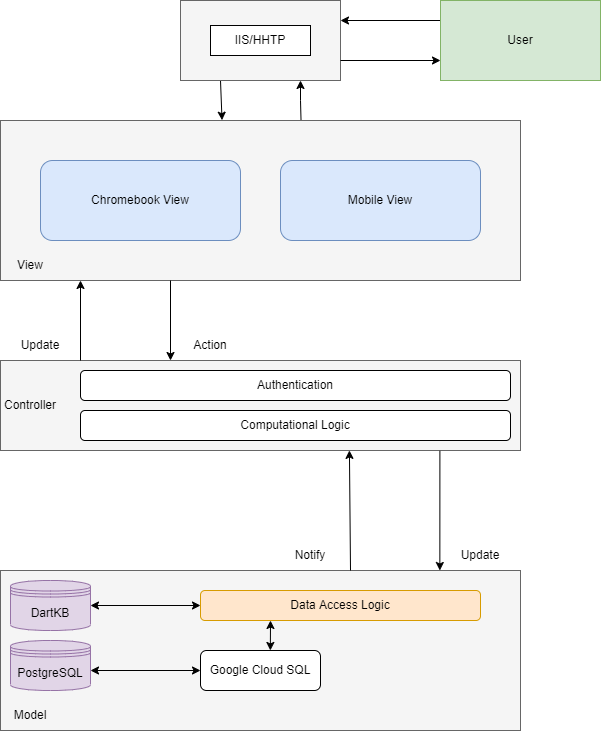 IIS/HHTP
User
Chromebook View
Mobile View
View
Update
Action
Authentication
Controller
Computational Logic
Notify
Update
DartKB
Data Access Logic
PostgreSQL
Google Cloud SQL
Model